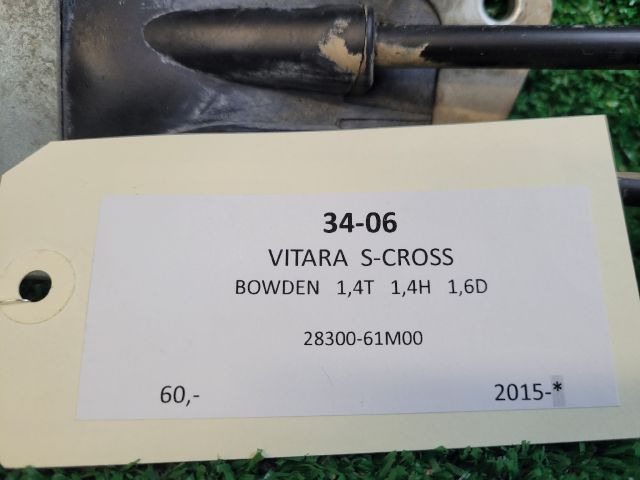 34-06
VITARA S-CROSS
BOWDEN 1,4T 1,4H 1,6D
28300-61M00
60,- 2015-*